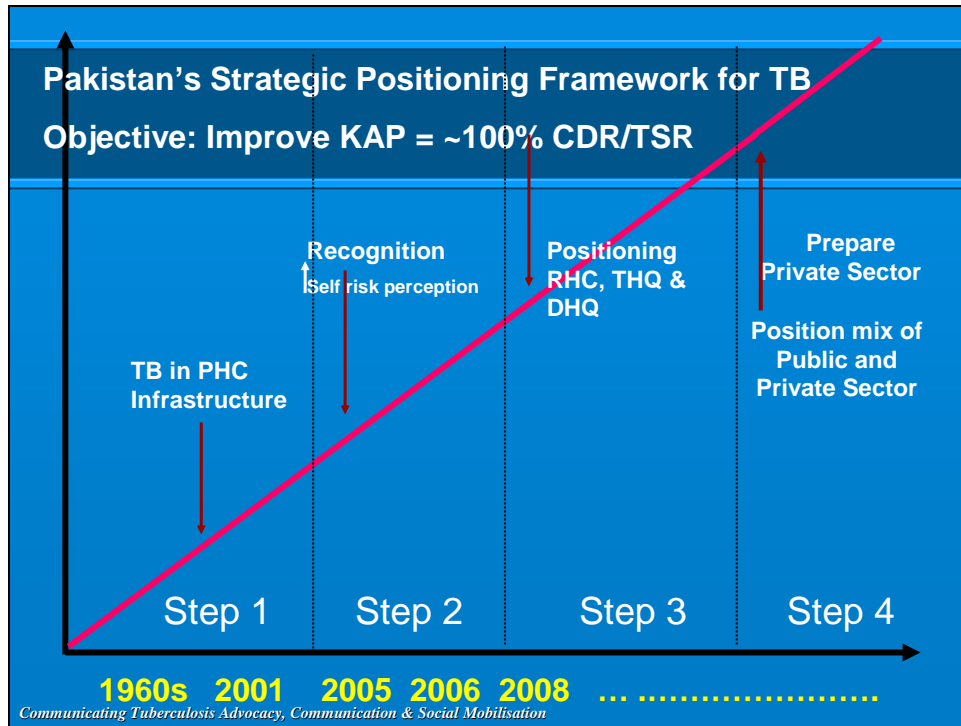 Pakistan’s Strategic Positioning Framework for TB
Objective: Improve KAP = ~100% CDR/TSR
TB in PHC
Infrastructure
Recognition
Self risk perception
Positioning
RHC, THQ &
DHQ
Prepare
Private Sector
Position mix of
Public and
Private Sector
Step 1
Step 2
Step 3
Step 4
1960s 2001 2005 2006 2008 ... ........................
Communicating Tuberculosis Advocacy, Communication & Social Mobilisation